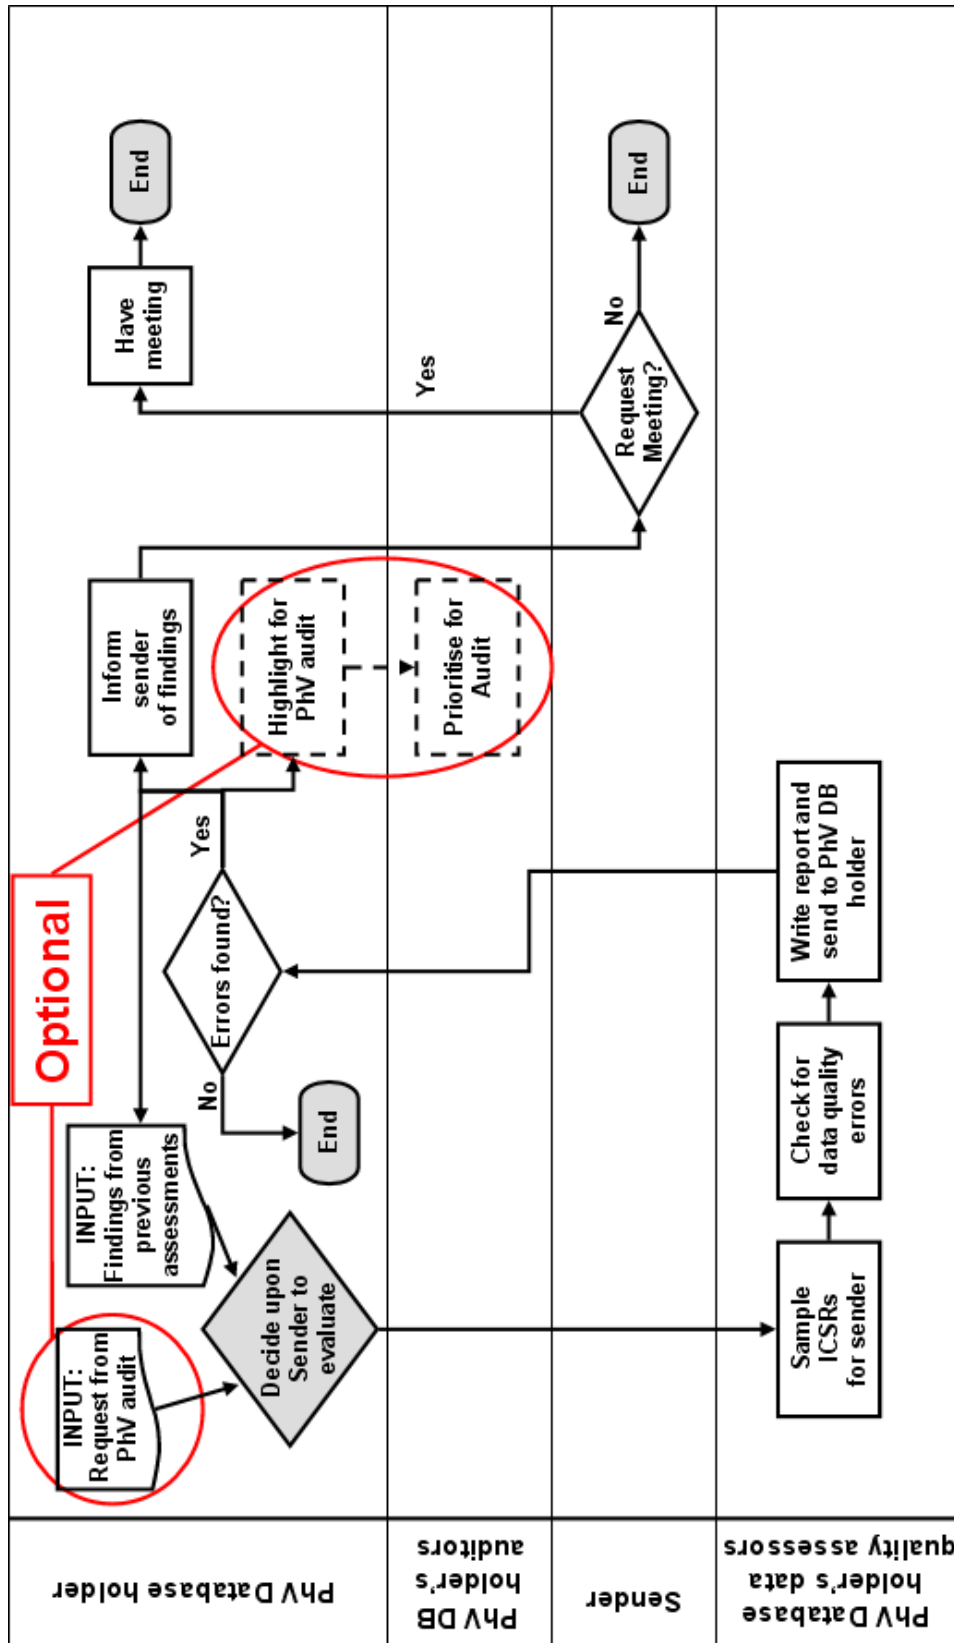 PhV Database holder
INPUT:
Request from
PhV audit
INPUT:
Findings from
previous
assessments
Decide upon
Sender to
evaluate
Optional
No
End
Errors found?
Yes
Inform
sender
of findings
Highlight for
PhV audit
Have
meeting
End
PhV DB
holder's
auditors
Prioritise for
Audit
Yes
Sender
Request
Meeting?
No
End
PhV Database
holder's data
quality assessors
Sample
ICSRs
for sender
Check for
data quality
errors
Write report and
send to PhV DB
holder